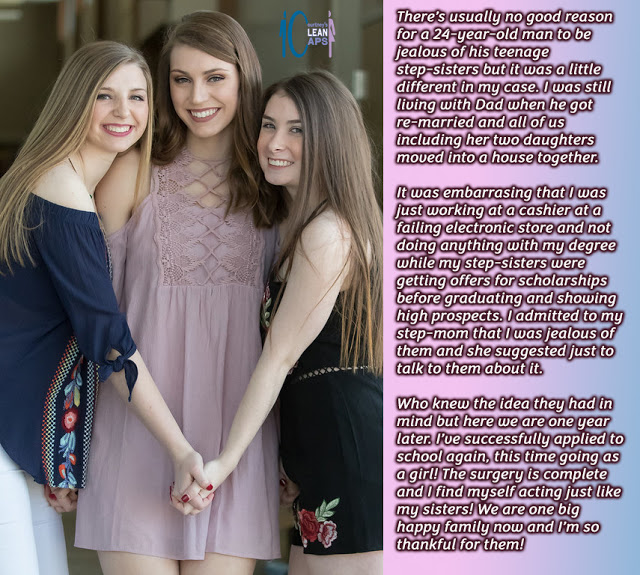 Courtney's
CLEAN
CAPS
There's usually no good reason
for a 24-year-old man to be
jealous of his teenage
step-sisters but it was a little
different in my case. I was still
living with Dad when he got
re-married and all of us
including her two daughters
moved into a house together.
It was embarrasing that I was
just working at a cashier at a
failing electronic store and not
doing anything with my degree
while my step-sisters were
getting offers for scholarships
before graduating and showing
high prospects. I admitted to my
step-mom that I was jealous of
them and she suggested just to
talk to them about it.
Who knew the idea they had in
mind but here we are one year
later. I've successfully applied to
school again, this time going as
a girl! The surgery is complete
and I find myself acting just like
my sisters! We are one big
happy family now and I'm so
thankful for them!